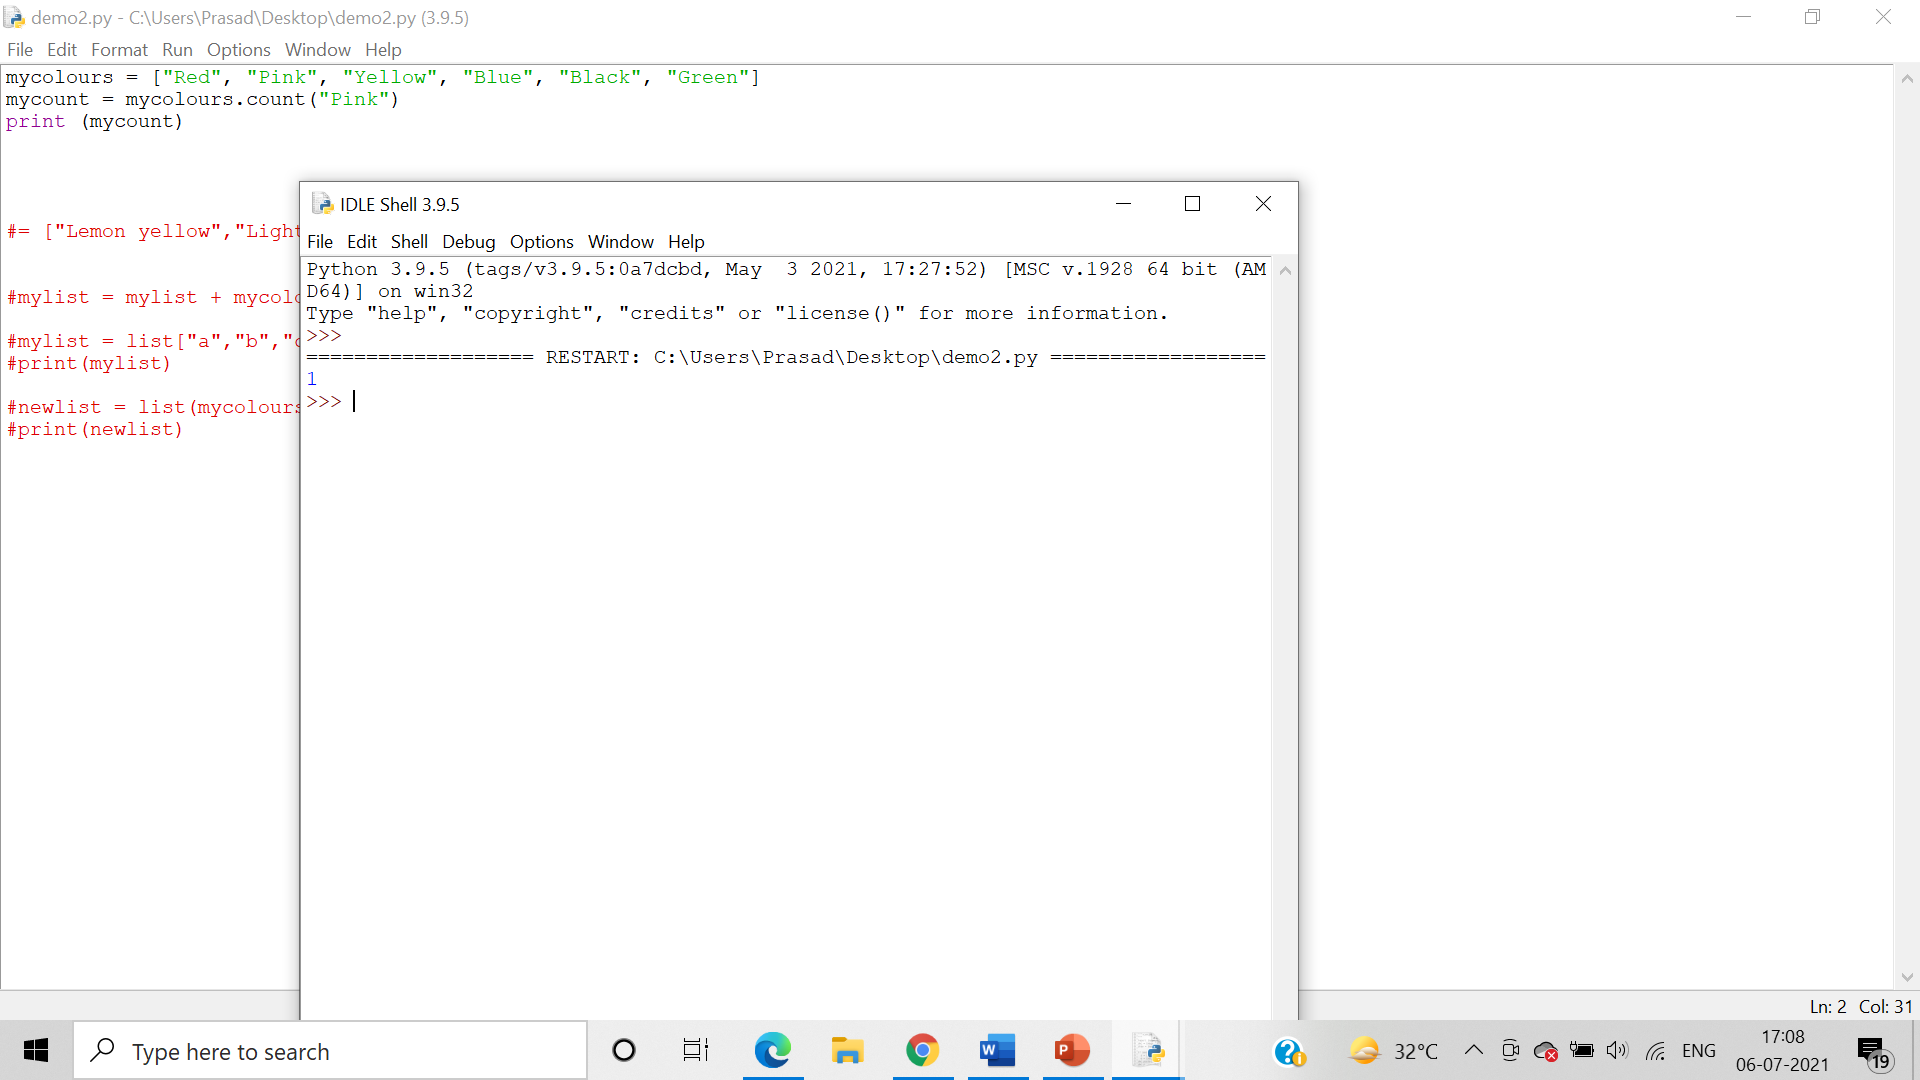 demo2.py - C:\Users\Prasad\Desktop\demo2.py (3.9.5)
File Edit Format Run Options Window Help
mycolours = ["Red", "Pink", "Yellow", "Blue", "Black", "Green"]
mycount = mycolours.count("Pink")
print (mycount)
#= ["Lemon yellow","Light
#mylist = mylist + mycolo
#mylist = list["a","b","c
#print(mylist)
#newlist = list(mycolours
#print(newlist)
IDLE Shell 3.9.5
File Edit Shell Debug Options Window Help
Python 3.9.5 (tags/v3.9.5:0a7dcbd, May  3 2021, 17:27:52) [MSC v.1928 64 bit (AM
D64)] on win32
Type "help", "copyright", "credits" or "license()" for more information.
>>>
=================== RESTART: C:\Users\Prasad\Desktop\demo2.py ==================
1
>>>
Ln: 2 Col: 31
Type here to search
32°C
ENG
17:08
06-07-2021
19